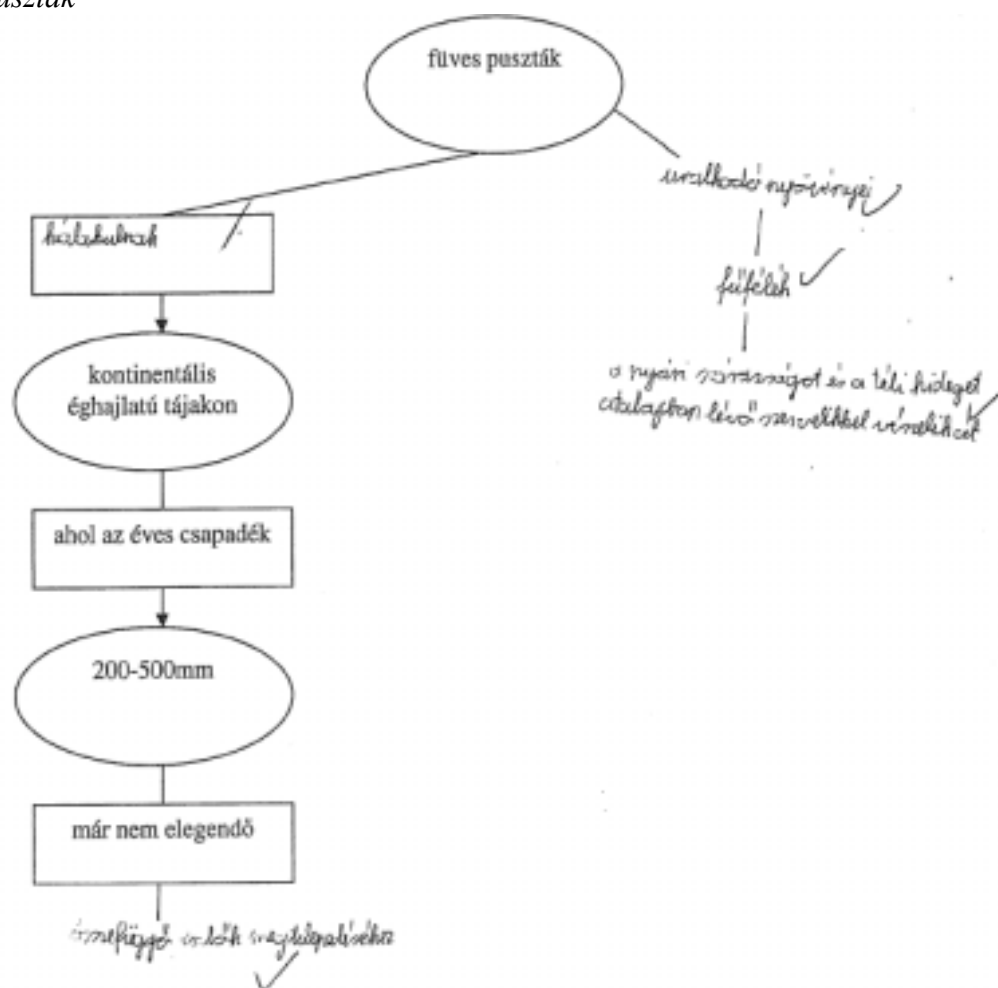 uszták
füves puszták
uralkodó növényei
kialakulnak
fűfélék
kontinentális
éghajlatú tájakon
a nyári szárazságot és a téli hideget
a talajban lévő szerveikkel vészelik át
ahol az éves csapadék
200-500mm
már nem elegendő
összefüggő erdők